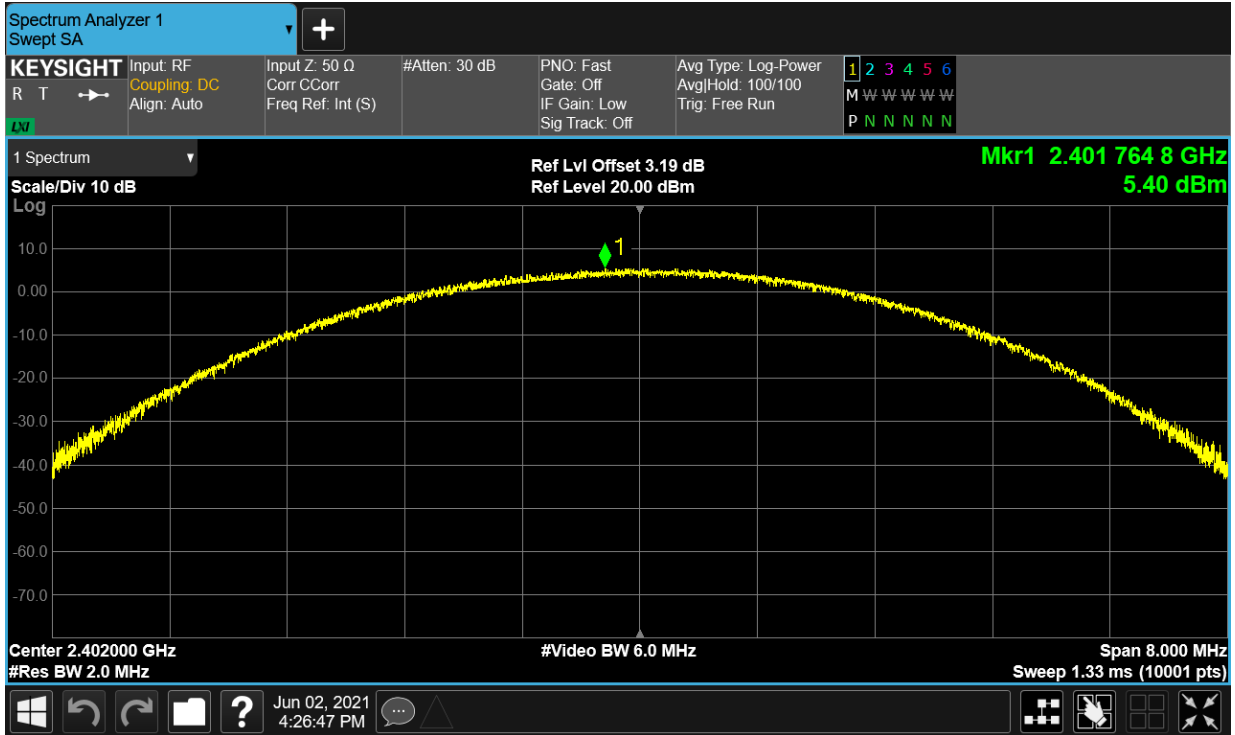 Spectrum Analyzer 1
Swept SA
KEYSIGHT
R T
LXI
Input: RF
Coupling: DC
Align: Auto
Input Z: 50 Ω
Corr CCorr
Freq Ref: Int (S)
#Atten: 30 dB
PNO: Fast
Gate: Off
IF Gain: Low
Sig Track: Off
Avg Type: Log-Power
Avg|Hold: 100/100
Trig: Free Run
1 2 3 4 5 6
M W W W W W
P N N N N N
1 Spectrum
Scale/Div 10 dB
Log
Ref Lvl Offset 3.19 dB
Ref Level 20.00 dBm
Mkr1 2.401 764 8 GHz
5.40 dBm
1
10.0
0.00
-10.0
-20.0
-30.0
-40.0
-50.0
-60.0
-70.0
Center 2.402000 GHz
#Res BW 2.0 MHz
#Video BW 6.0 MHz
Span 8.000 MHz
Sweep 1.33 ms (10001 pts)
?
Jun 02, 2021
4:26:47 PM